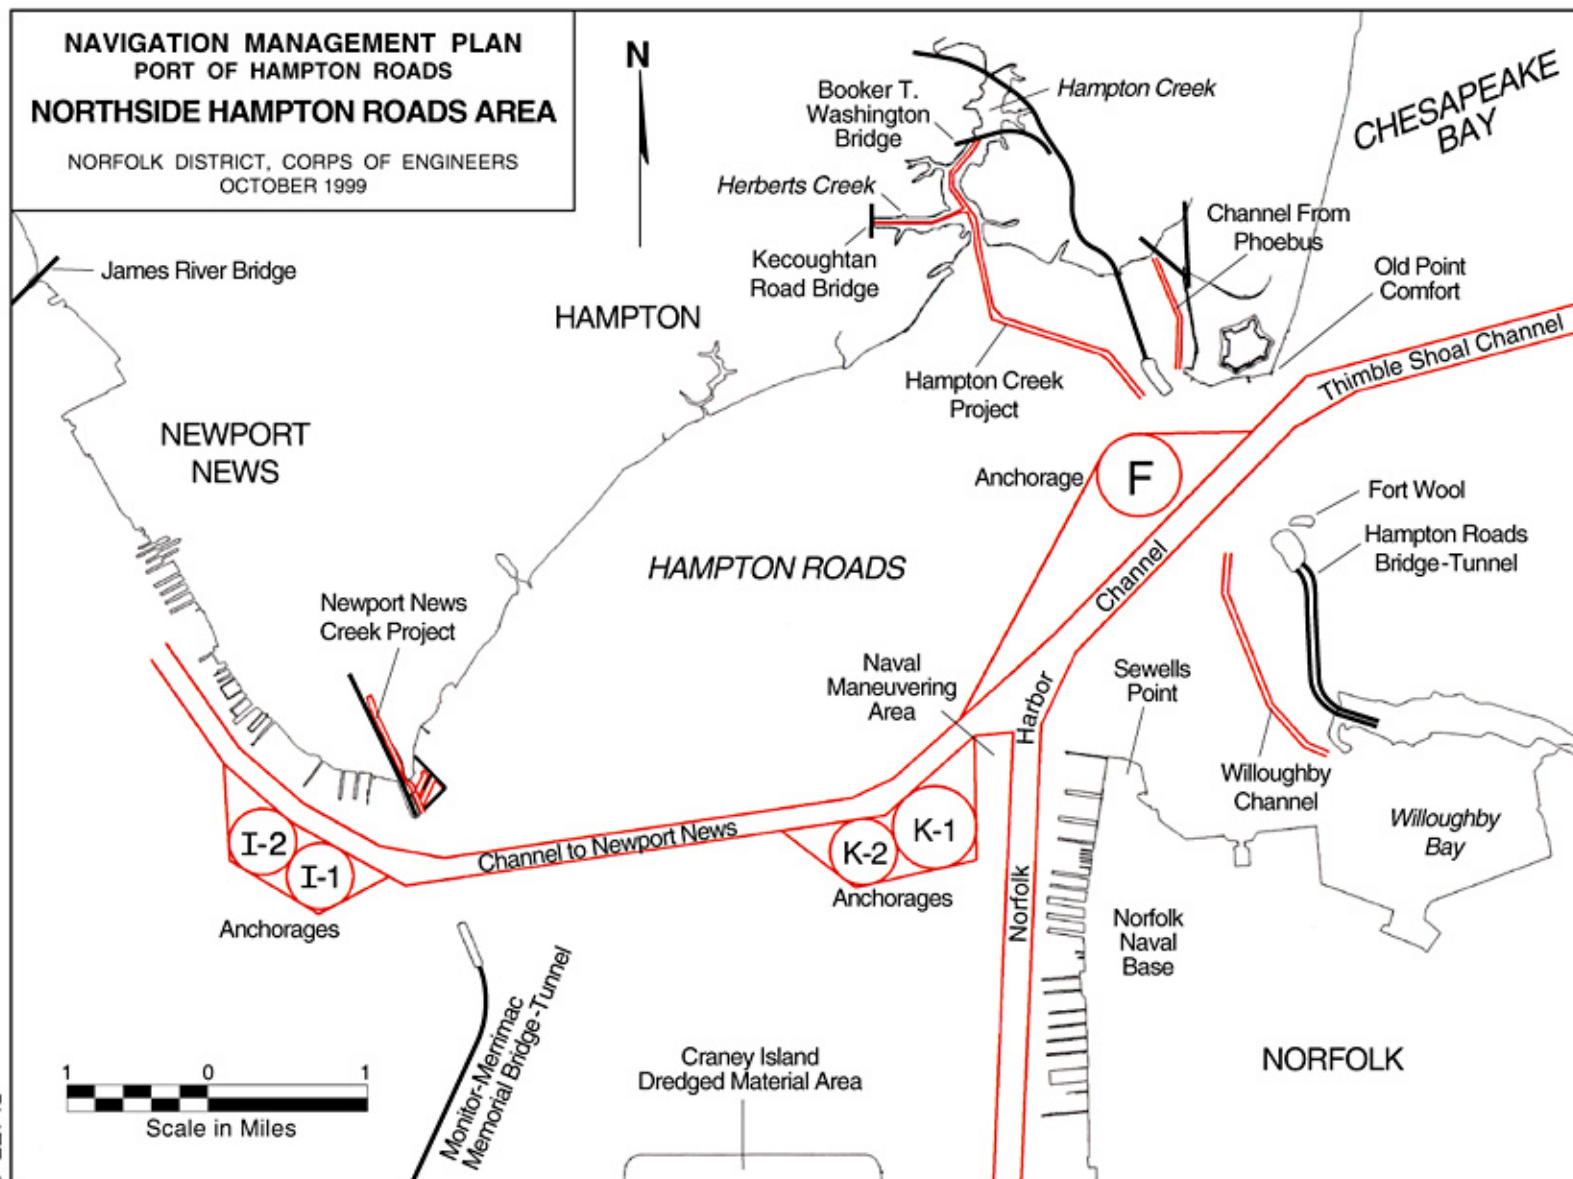 NAVIGATION MANAGEMENT PLAN
PORT OF HAMPTON ROADS
NORTHSIDE HAMPTON ROADS AREA
NORFOLK DISTRICT, CORPS OF ENGINEERS
OCTOBER 1999
N
Booker T.
Washington
Bridge
Hampton Creek
CHESAPEAKE
BAY
Herberts Creek
Kecoughtan
Road Bridge
Channel From
Phoebus
Old Point
Comfort
James River Bridge
HAMPTON
Thimble Shoal Channel
Hampton Creek
Project
NEWPORT
NEWS
Anchorage
F
Fort Wool
Hampton Roads
Bridge-Tunnel
HAMPTON ROADS
Channel
Newport News
Creek Project
Naval
Maneuvering
Area
Harbor
Sewells
Point
Willoughby
Channel
Willoughby
Bay
I-2
I-1
Anchorages
Channel to Newport News
K-2
K-1
Anchorages
Norfolk
Norfolk
Naval
Base
Monitor-Merrimac
Memorial Bridge-Tunnel
Craney Island
Dredged Material Area
NORFOLK
1 0 1
Scale in Miles